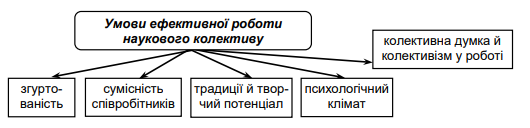 Умови ефективної роботи
наукового колективу
колективна думка й
колективізм у роботі
згурто-
ваність
сумісність
співробітників
традиції й твор-
чий потенціал
психологічний
клімат